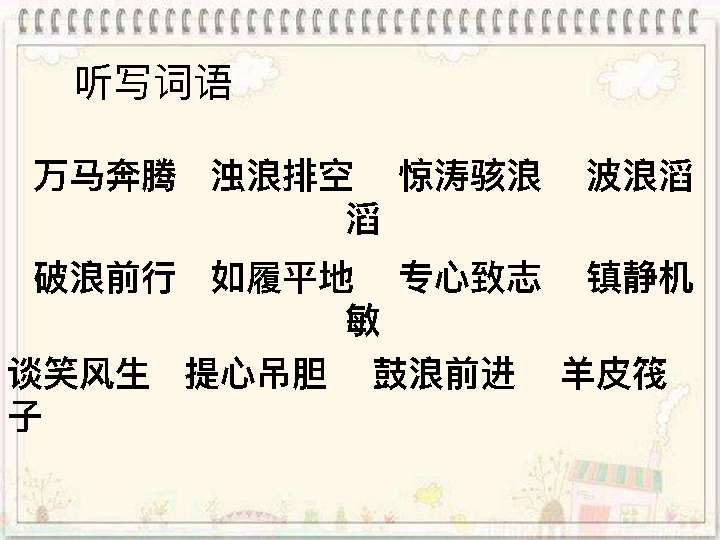 听写词语
万马奔腾 浊浪排空 惊涛骇浪 波浪滔
滔
破浪前行 如履平地 专心致志 镇静机
敏
谈笑风生 提心吊胆 鼓浪前进 羊皮筏
子